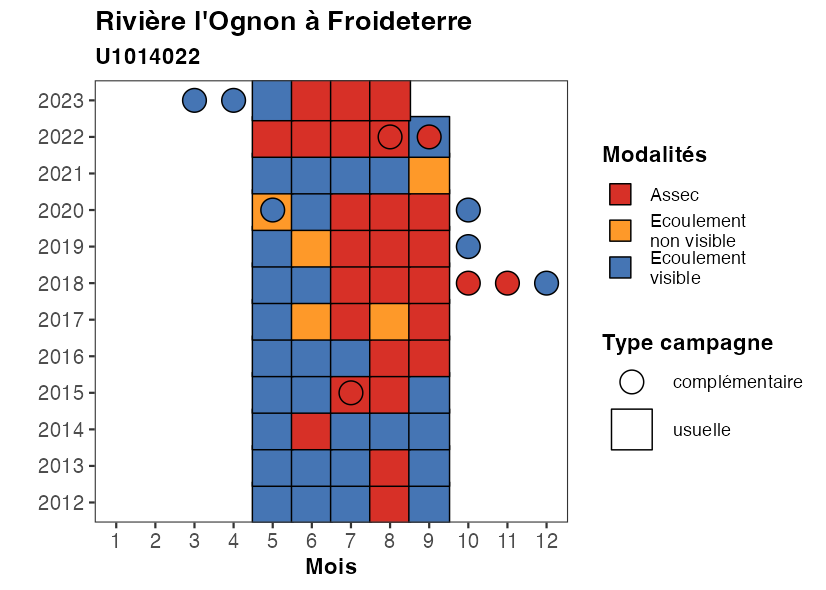 Rivière l'Ognon à Froideterre
U1014022
2023
2022
2021
2020
2019
2018
2017
2016
2015
2014
2013
2012
1 2 3 4 5 6 7 8 9 10 11 12
Mois
Modalités
Assec
Ecoulement
non visible
Ecoulement
visible
Type campagne
complémentaire
usuelle